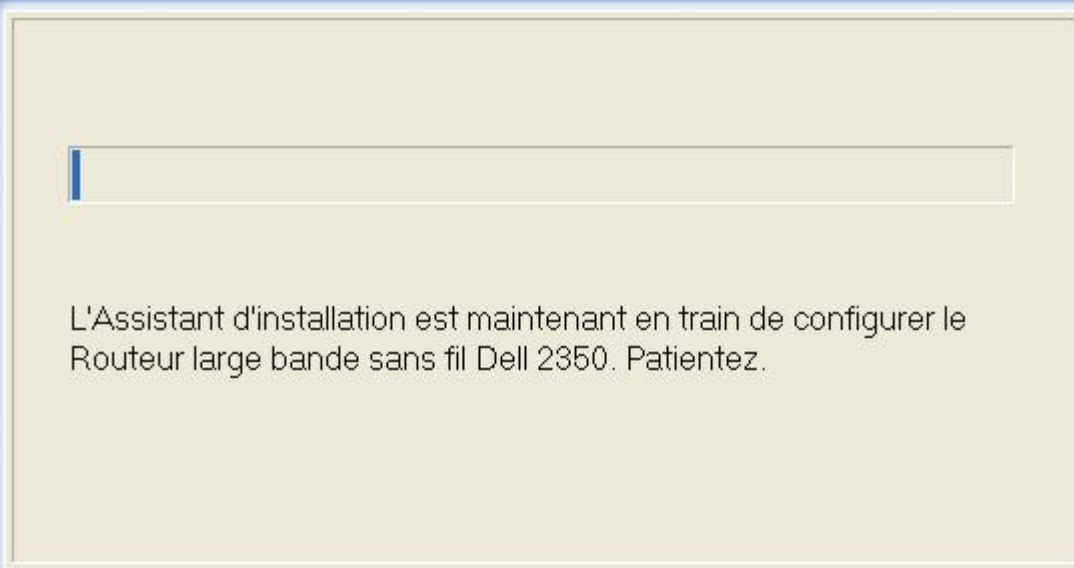 L'Assistant d'installation est maintenant en train de configurer le
Routeur large bande sans fil Dell 2350. Patientez.